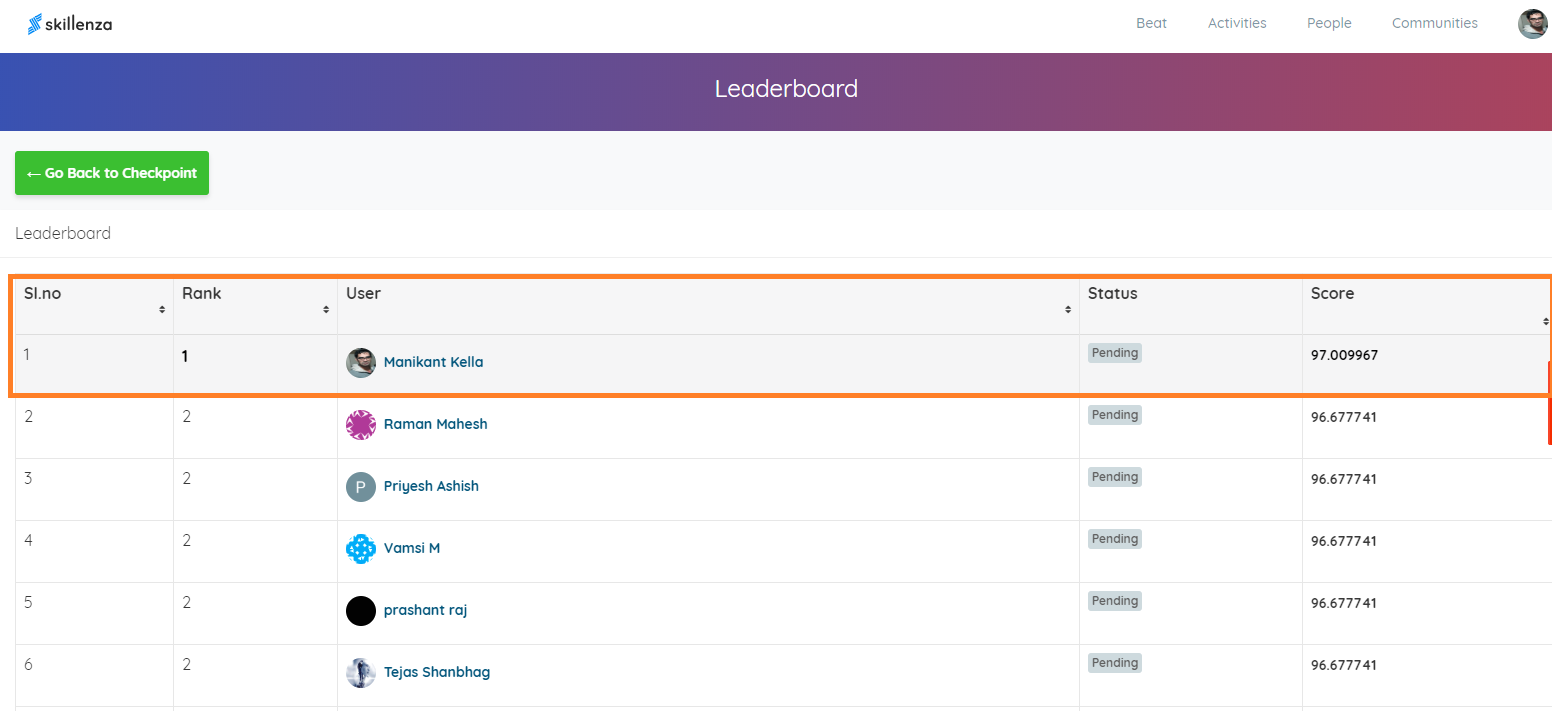 skillenza
Beat Activities People Communities
Leaderboard
← Go Back to Checkpoint
Leaderboard
Sl.no Rank User Status Score
1 1 Manikant Kella Pending 97.009967
2 2 Raman Mahesh Pending 96.677741
3 2 P Priyesh Ashish Pending 96.677741
4 2 Vamsi M Pending 96.677741
5 2 prashant raj Pending 96.677741
6 2 Tejas Shanbhag Pending 96.677741